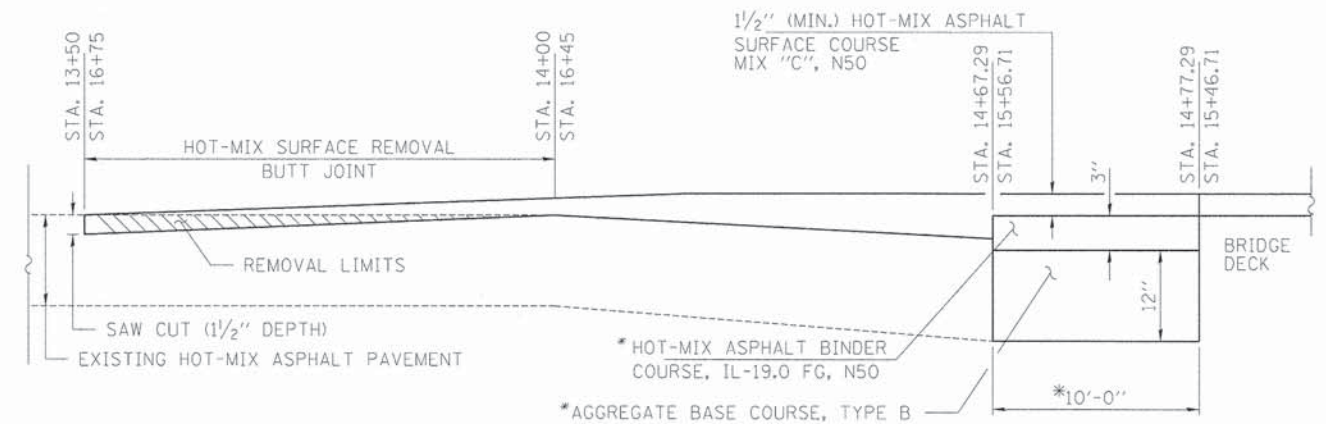 1½" (MIN.) HOT-MIX ASPHALT
SURFACE COURSE
MIX "C", N50
STA. 13+50
STA. 16+75
STA. 14+00
STA. 16+45
STA. 14+67.29
STA. 15+56.71
STA. 14+77.29
STA. 15+46.71
HOT-MIX SURFACE REMOVAL
BUTT JOINT
3"
REMOVAL LIMITS
BRIDGE
DECK
12"
SAW CUT (1½" DEPTH)
EXISTING HOT-MIX ASPHALT PAVEMENT
*HOT-MIX ASPHALT BINDER
COURSE, IL-19.0 FG, N50
*AGGREGATE BASE COURSE, TYPE B
*10'-0"